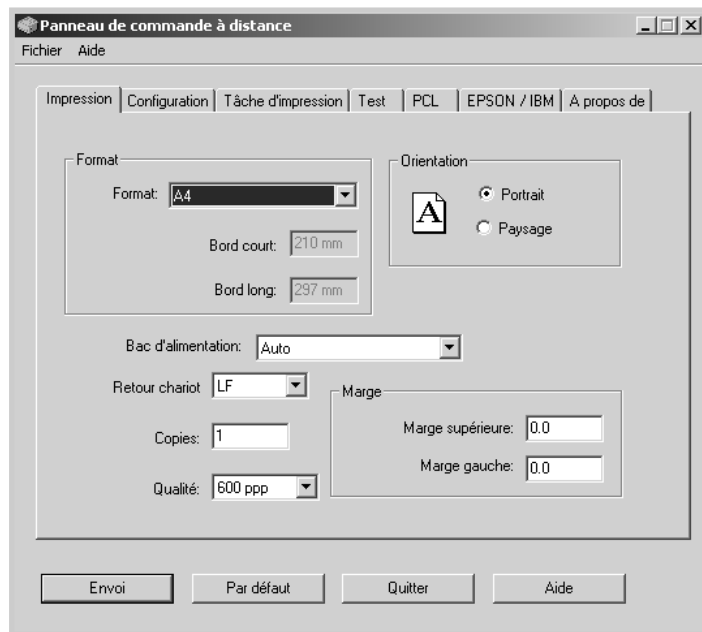 Panneau de commande à distance
Fichier Aide
Impression Configuration Tâche d'impression Test PCL EPSON / IBM A propos de
Format
Format: A4
Bord court: 210 mm
Bord long: 297 mm
Orientation
A
Portrait
Paysage
Bac d'alimentation: Auto
Retour chariot LF
Copies: 1
Qualité: 600 ppp
Marge
Marge supérieure: 0.0
Marge gauche: 0.0
Envoi Par défaut Quitter Aide